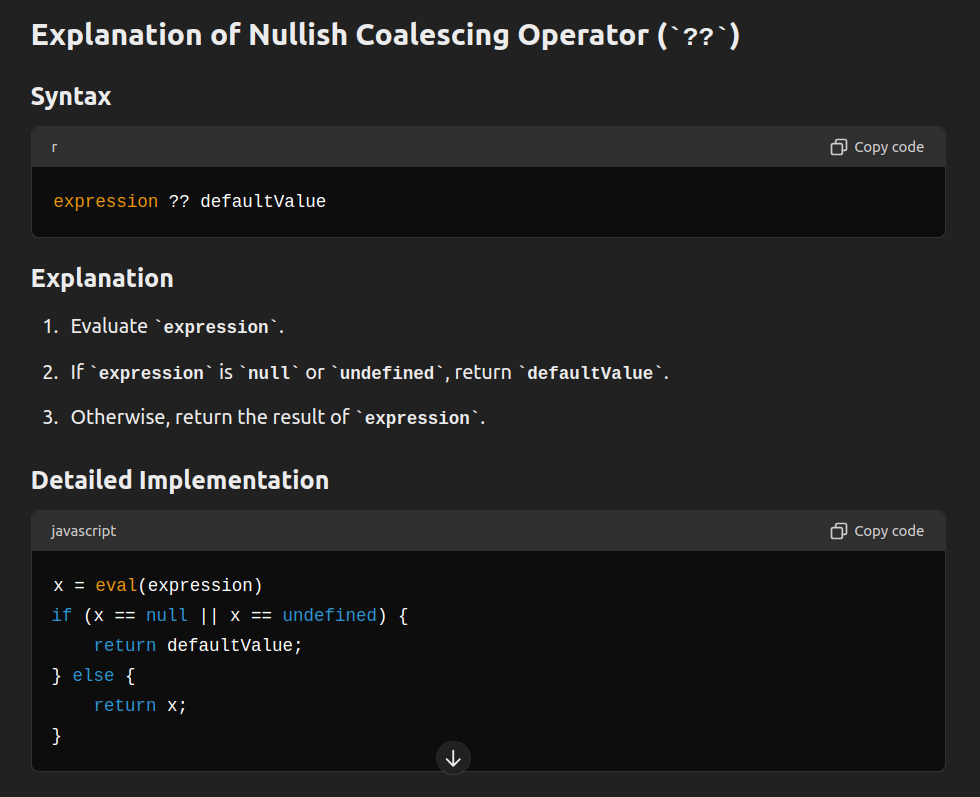 Explanation of Nullish Coalescing Operator (`??`)
Syntax
r Copy code
expression ?? defaultValue
Explanation
1. Evaluate `expression`.
2. If `expression` is `null` or `undefined`, return `defaultValue`.
3. Otherwise, return the result of `expression`.
Detailed Implementation
javascript Copy code
x = eval(expression)
if (x == null || x == undefined) {
    return defaultValue;
} else {
    return x;
}